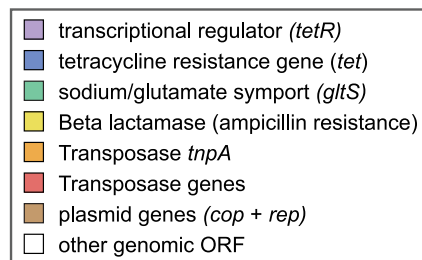 transcriptional regulator (tetR)
tetracycline resistance gene (tet)
sodium/glutamate symport (gltS)
Beta lactamase (ampicillin resistance)
Transposase tnpA
Transposase genes
plasmid genes (cop + rep)
other genomic ORF